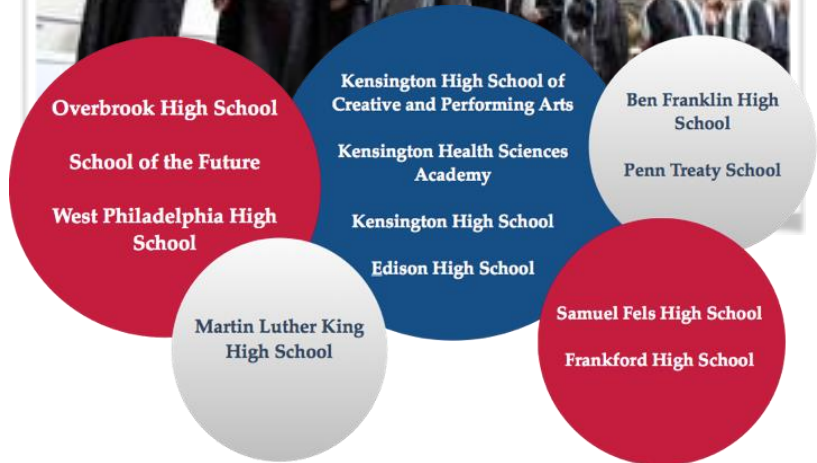 Overbrook High School
School of the Future
West Philadelphia High
School
Kensington High School of
Creative and Performing Arts
Kensington Health Sciences
Academy
Kensington High School
Edison High School
Ben Franklin High
School
Penn Treaty School
Martin Luther King
High School
Samuel Fels High School
Frankford High School